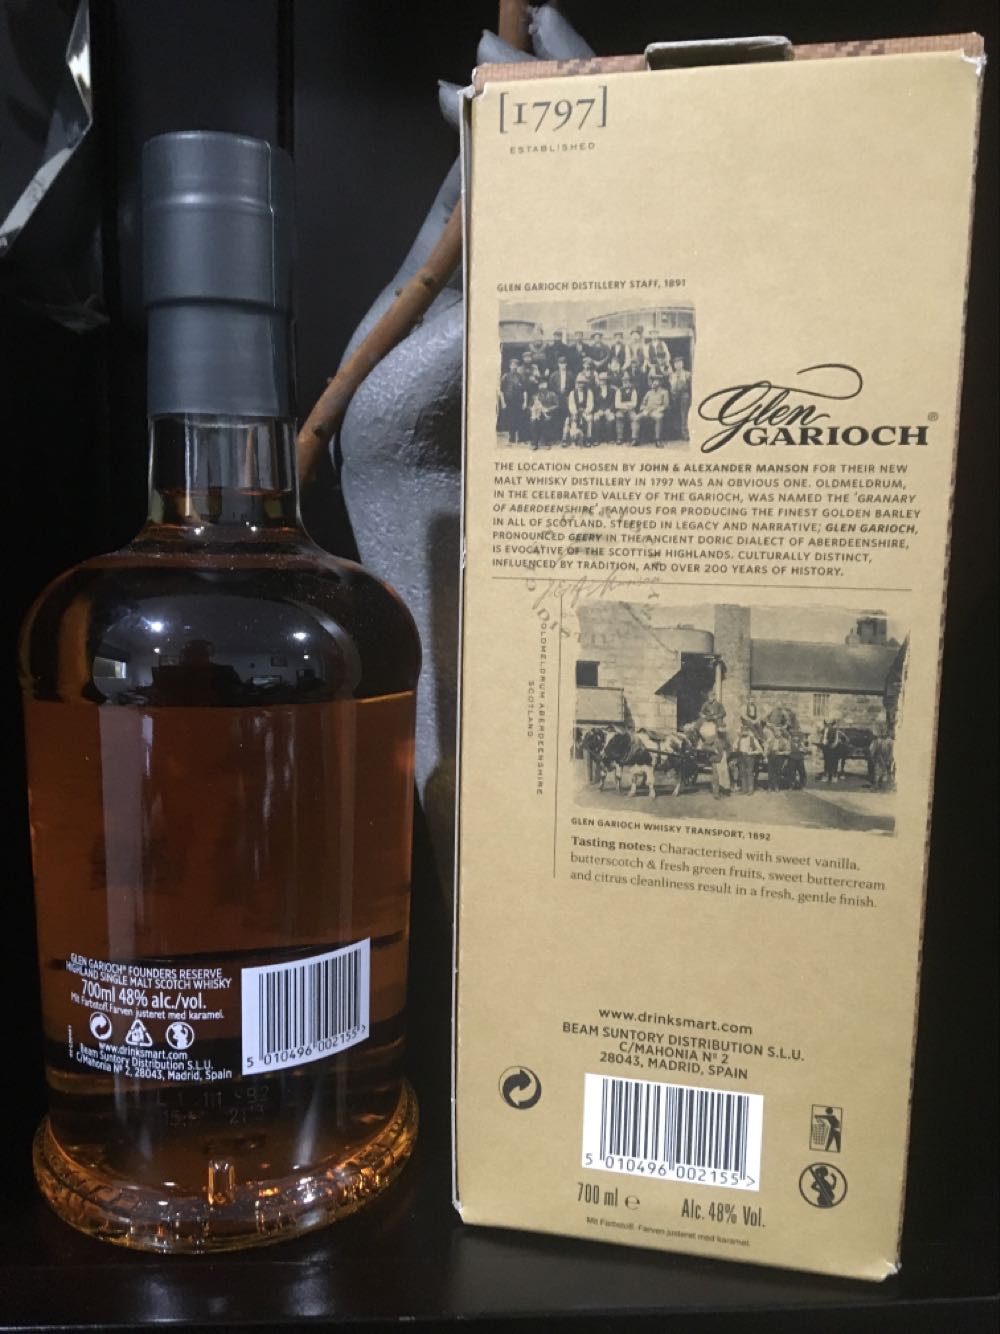 GLEN GARIOCH® FOUNDERS RESERVE
HIGHLAND SINGLE MALT SCOTCH WHISKY
700ml 48% alc./vol.
Mit Farbstoff. Farven justeret med karamel.
www.drinksmart.com
Beam Suntory Distribution S.L.U.
C/Mahonia Nº 2, 28043, Madrid, Spain
5 010496 002155 >
[1797]
ESTABLISHED
GLEN GARIOCH DISTILLERY STAFF, 1891
Glen
GARIOCH®
THE LOCATION CHOSEN BY JOHN & ALEXANDER MANSON FOR THEIR NEW
MALT WHISKY DISTILLERY IN 1797 WAS AN OBVIOUS ONE. OLDMELDRUM,
IN THE CELEBRATED VALLEY OF THE GARIOCH, WAS NAMED THE 'GRANARY
OF ABERDEENSHIRE', FAMOUS FOR PRODUCING THE FINEST GOLDEN BARLEY
IN ALL OF SCOTLAND. STEEPED IN LEGACY AND NARRATIVE; GLEN GARIOCH,
PRONOUNCED GEERY IN THE ANCIENT DORIC DIALECT OF ABERDEENSHIRE,
IS EVOCATIVE OF THE SCOTTISH HIGHLANDS. CULTURALLY DISTINCT,
INFLUENCED BY TRADITION, AND OVER 200 YEARS OF HISTORY.
OLDMELDRUM ABERDEENSHIRE
SCOTLAND
GLEN GARIOCH WHISKY TRANSPORT, 1892
Tasting notes: Characterised with sweet vanilla,
butterscotch & fresh green fruits, sweet buttercream
and citrus cleanliness result in a fresh, gentle finish.
www.drinksmart.com
BEAM SUNTORY DISTRIBUTION S.L.U.
C/MAHONIA Nº 2
28043, MADRID, SPAIN
5 010496 002155 >
700 ml e Alc. 48% Vol.
Mit Farbstoff. Farven justeret med karamel.